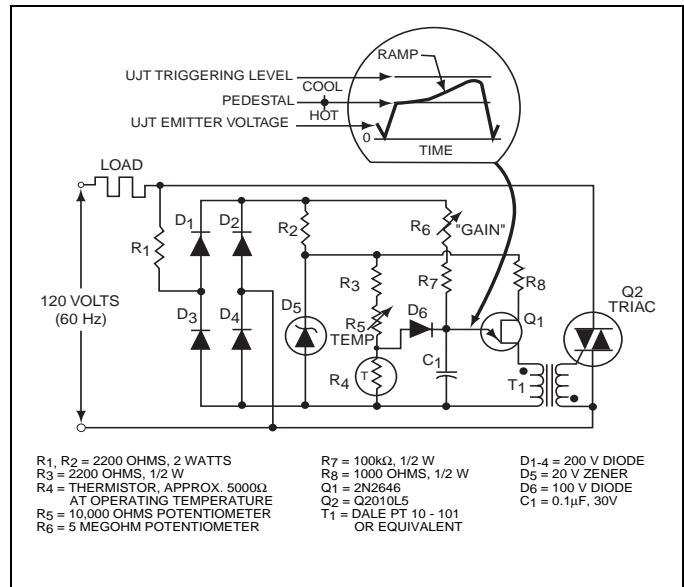 RAMP
UJT TRIGGERING LEVEL
COOL
PEDESTAL
HOT
UJT EMITTER VOLTAGE
0
TIME
LOAD
D1
D2
R2
R6
"GAIN"
R1
R3
R7
R8
Q2
TRIAC
120 VOLTS
(60 Hz)
D3
D4
D5
R5
TEMP
D6
Q1
R4
T
C1
T1
R1, R2 = 2200 OHMS, 2 WATTS
R3 = 2200 OHMS, 1/2 W
R4 = THERMISTOR, APPROX. 5000Ω
AT OPERATING TEMPERATURE
R5 = 10,000 OHMS POTENTIOMETER
R6 = 5 MEGOHM POTENTIOMETER
R7 = 100kΩ, 1/2 W
R8 = 1000 OHMS, 1/2 W
Q1 = 2N2646
Q2 = Q2010L5
T1 = DALE PT 10 - 101
OR EQUIVALENT
D1-4 = 200 V DIODE
D5 = 20 V ZENER
D6 = 100 V DIODE
C1 = 0.1µF, 30V